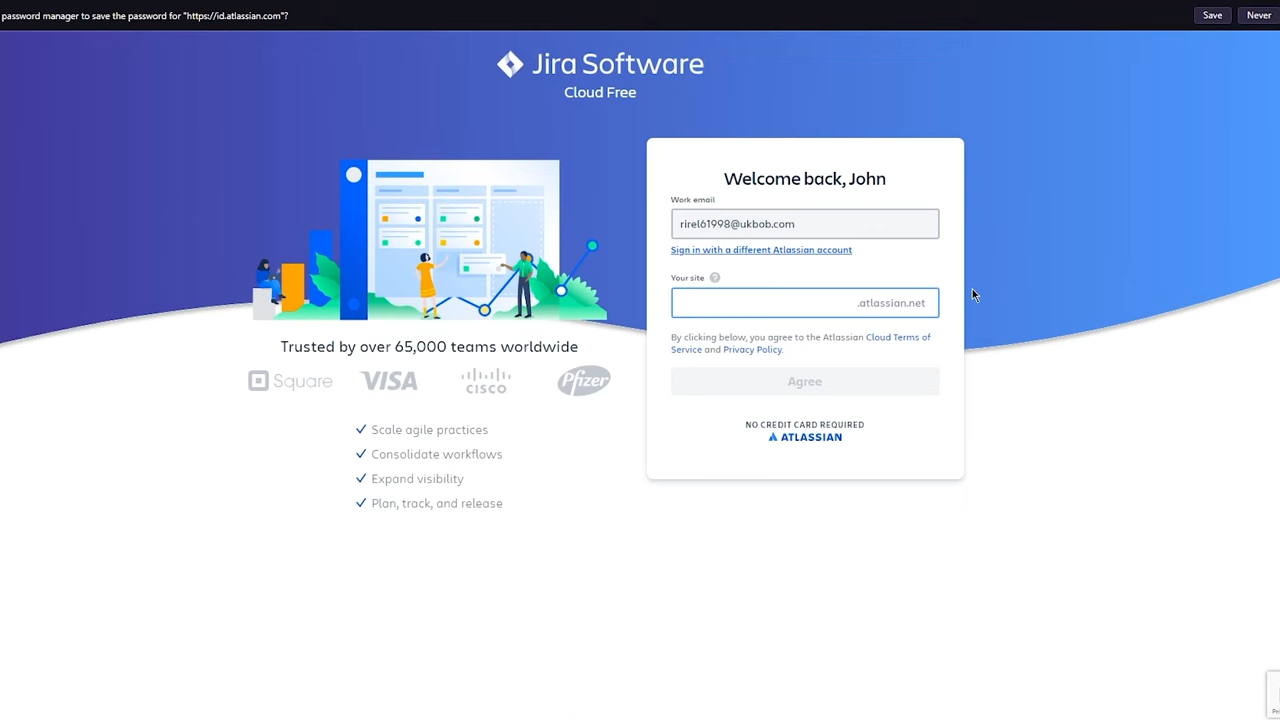 password manager to save the password for "https://id.atlassian.com"?
Save
Never
Jira Software
Cloud Free
Welcome back, John
Work email
rirel61998@ukbob.com
Sign in with a different Atlassian account
Your site ?
.atlassian.net
By clicking below, you agree to the Atlassian Cloud Terms of
Service and Privacy Policy.
Agree
NO CREDIT CARD REQUIRED
ATLASSIAN
Trusted by over 65,000 teams worldwide
Square
VISA
CISCO
Pfizer
Scale agile practices
Consolidate workflows
Expand visibility
Plan, track, and release